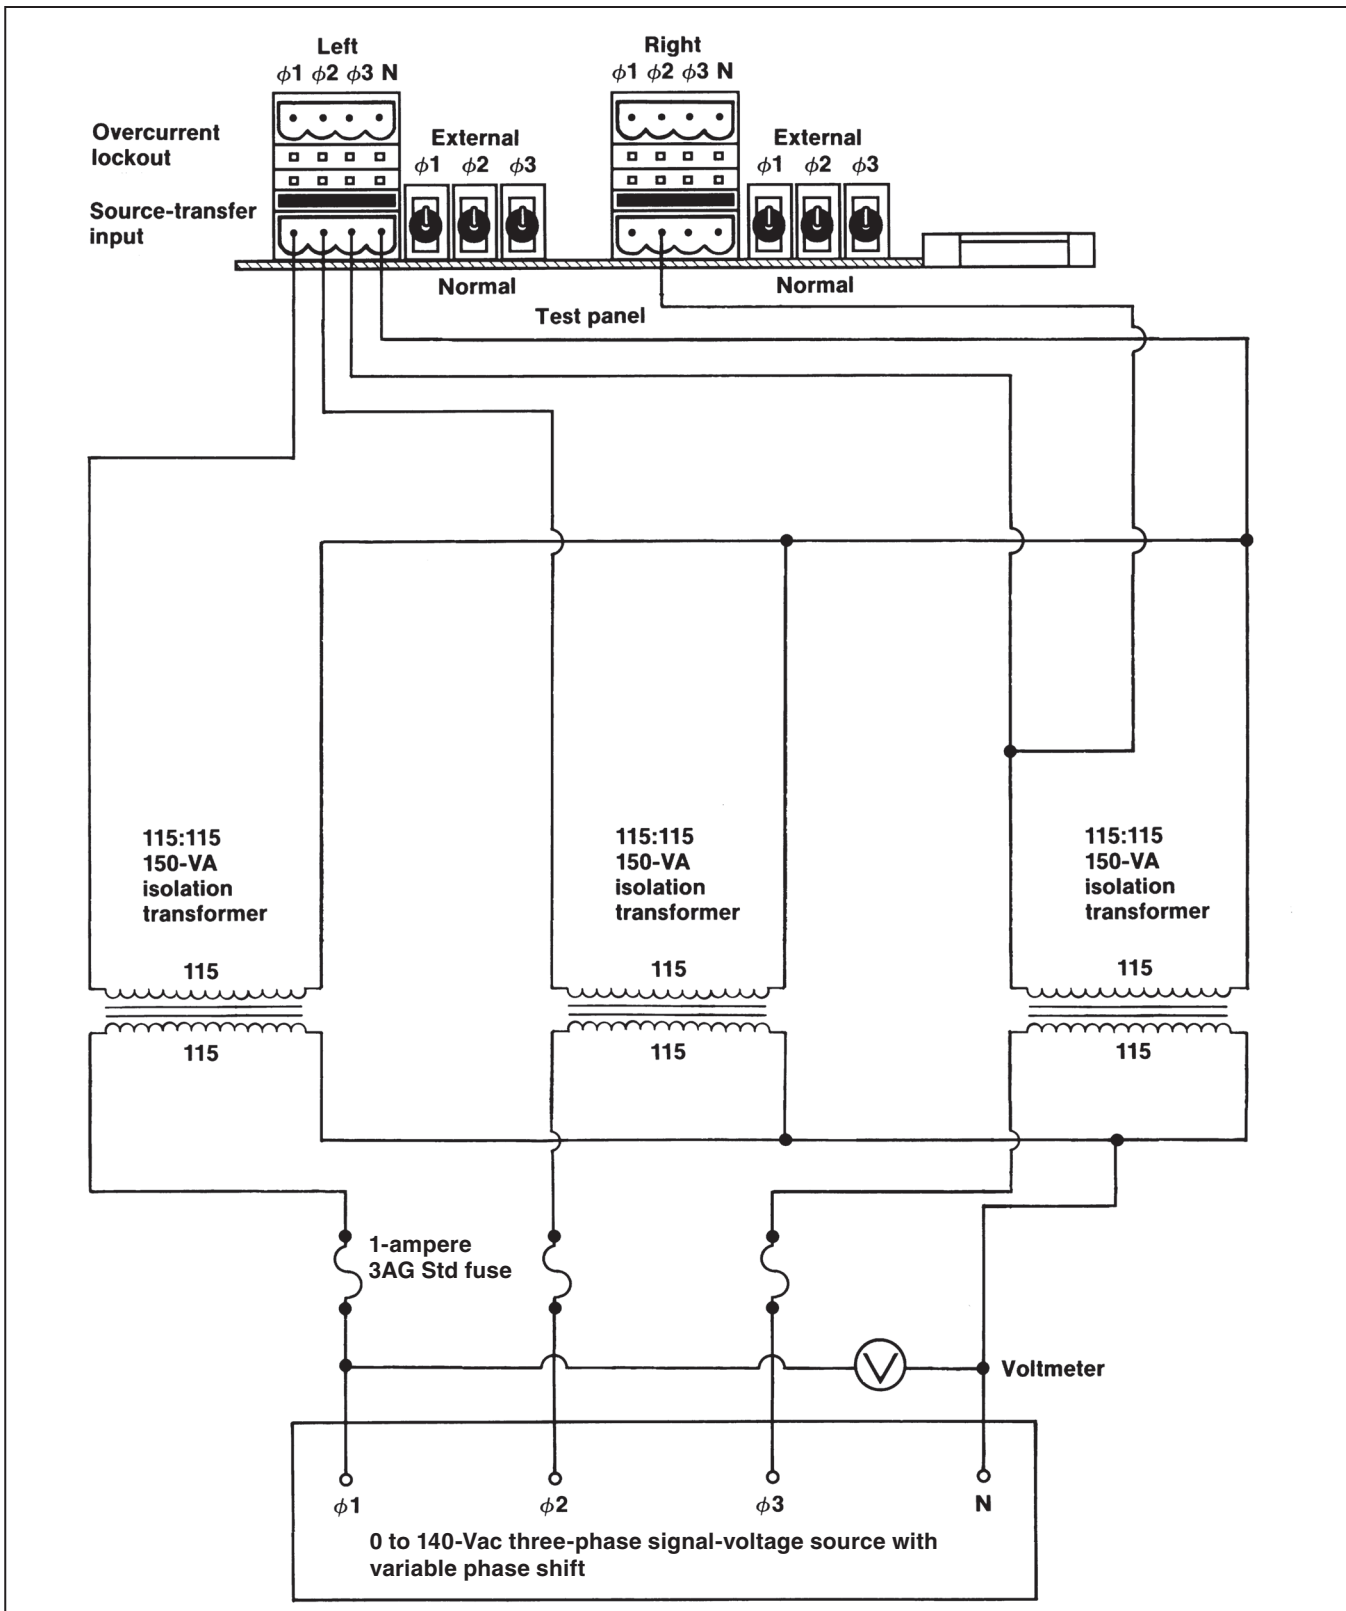 Left
ϕ1 ϕ2 ϕ3 N
Right
ϕ1 ϕ2 ϕ3 N
Overcurrent
lockout
External
ϕ1 ϕ2 ϕ3
External
ϕ1 ϕ2 ϕ3
Source-transfer
input
Normal
Normal
Test panel
115:115
150-VA
isolation
transformer
115:115
150-VA
isolation
transformer
115:115
150-VA
isolation
transformer
115
115
115
115
115
115
1-ampere
3AG Std fuse
V
Voltmeter
ϕ1
ϕ2
ϕ3
N
0 to 140-Vac three-phase signal-voltage source with
variable phase shift